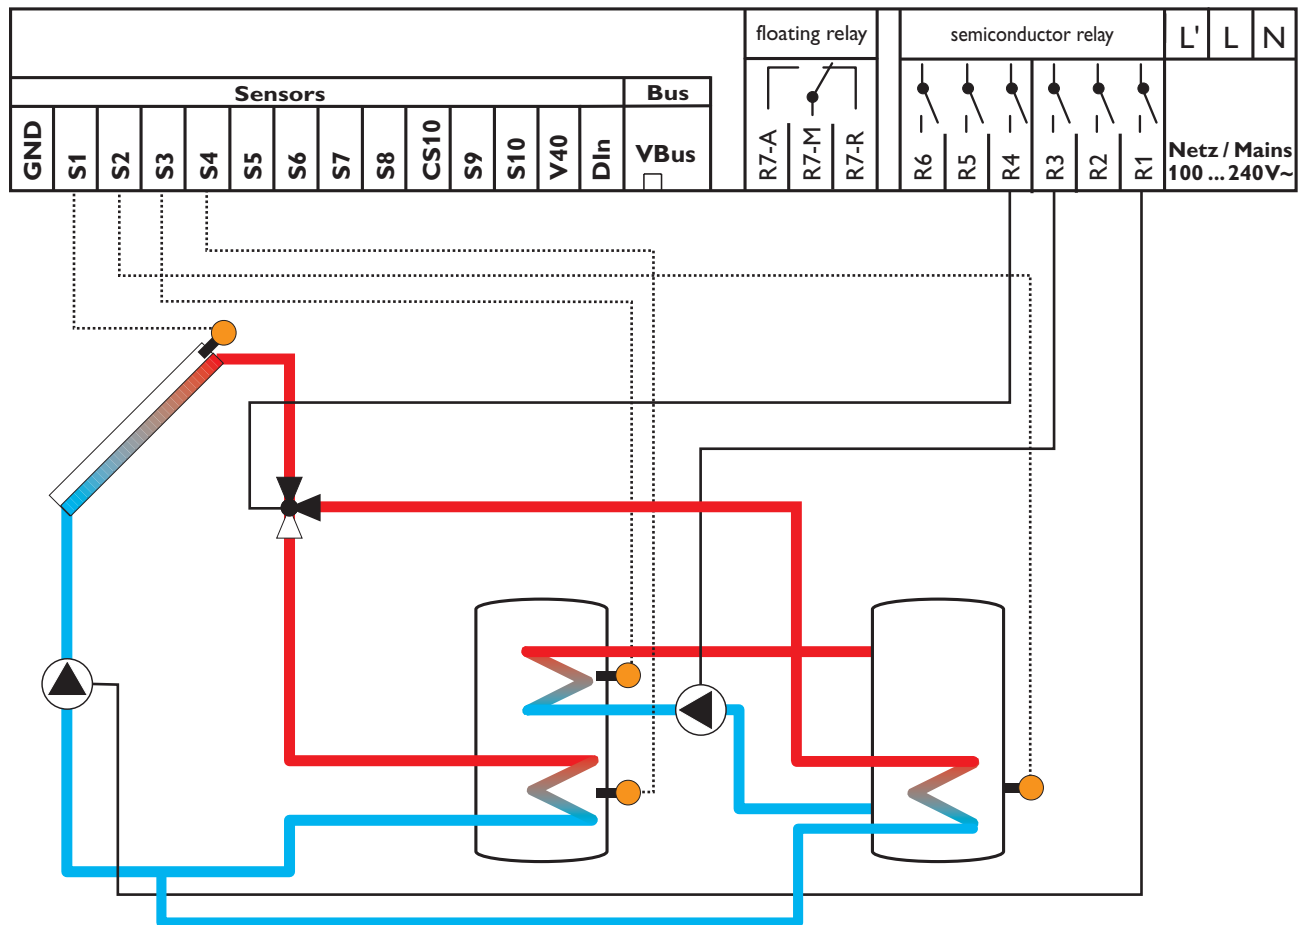 floating relay
semiconductor relay
L'
L
N
Sensors
Bus
GND
S1
S2
S3
S4
S5
S6
S7
S8
CS10
S9
S10
V40
DIn
VBus
R7-A
R7-M
R7-R
R6
R5
R4
R3
R2
R1
Netz / Mains
100 ... 240V~